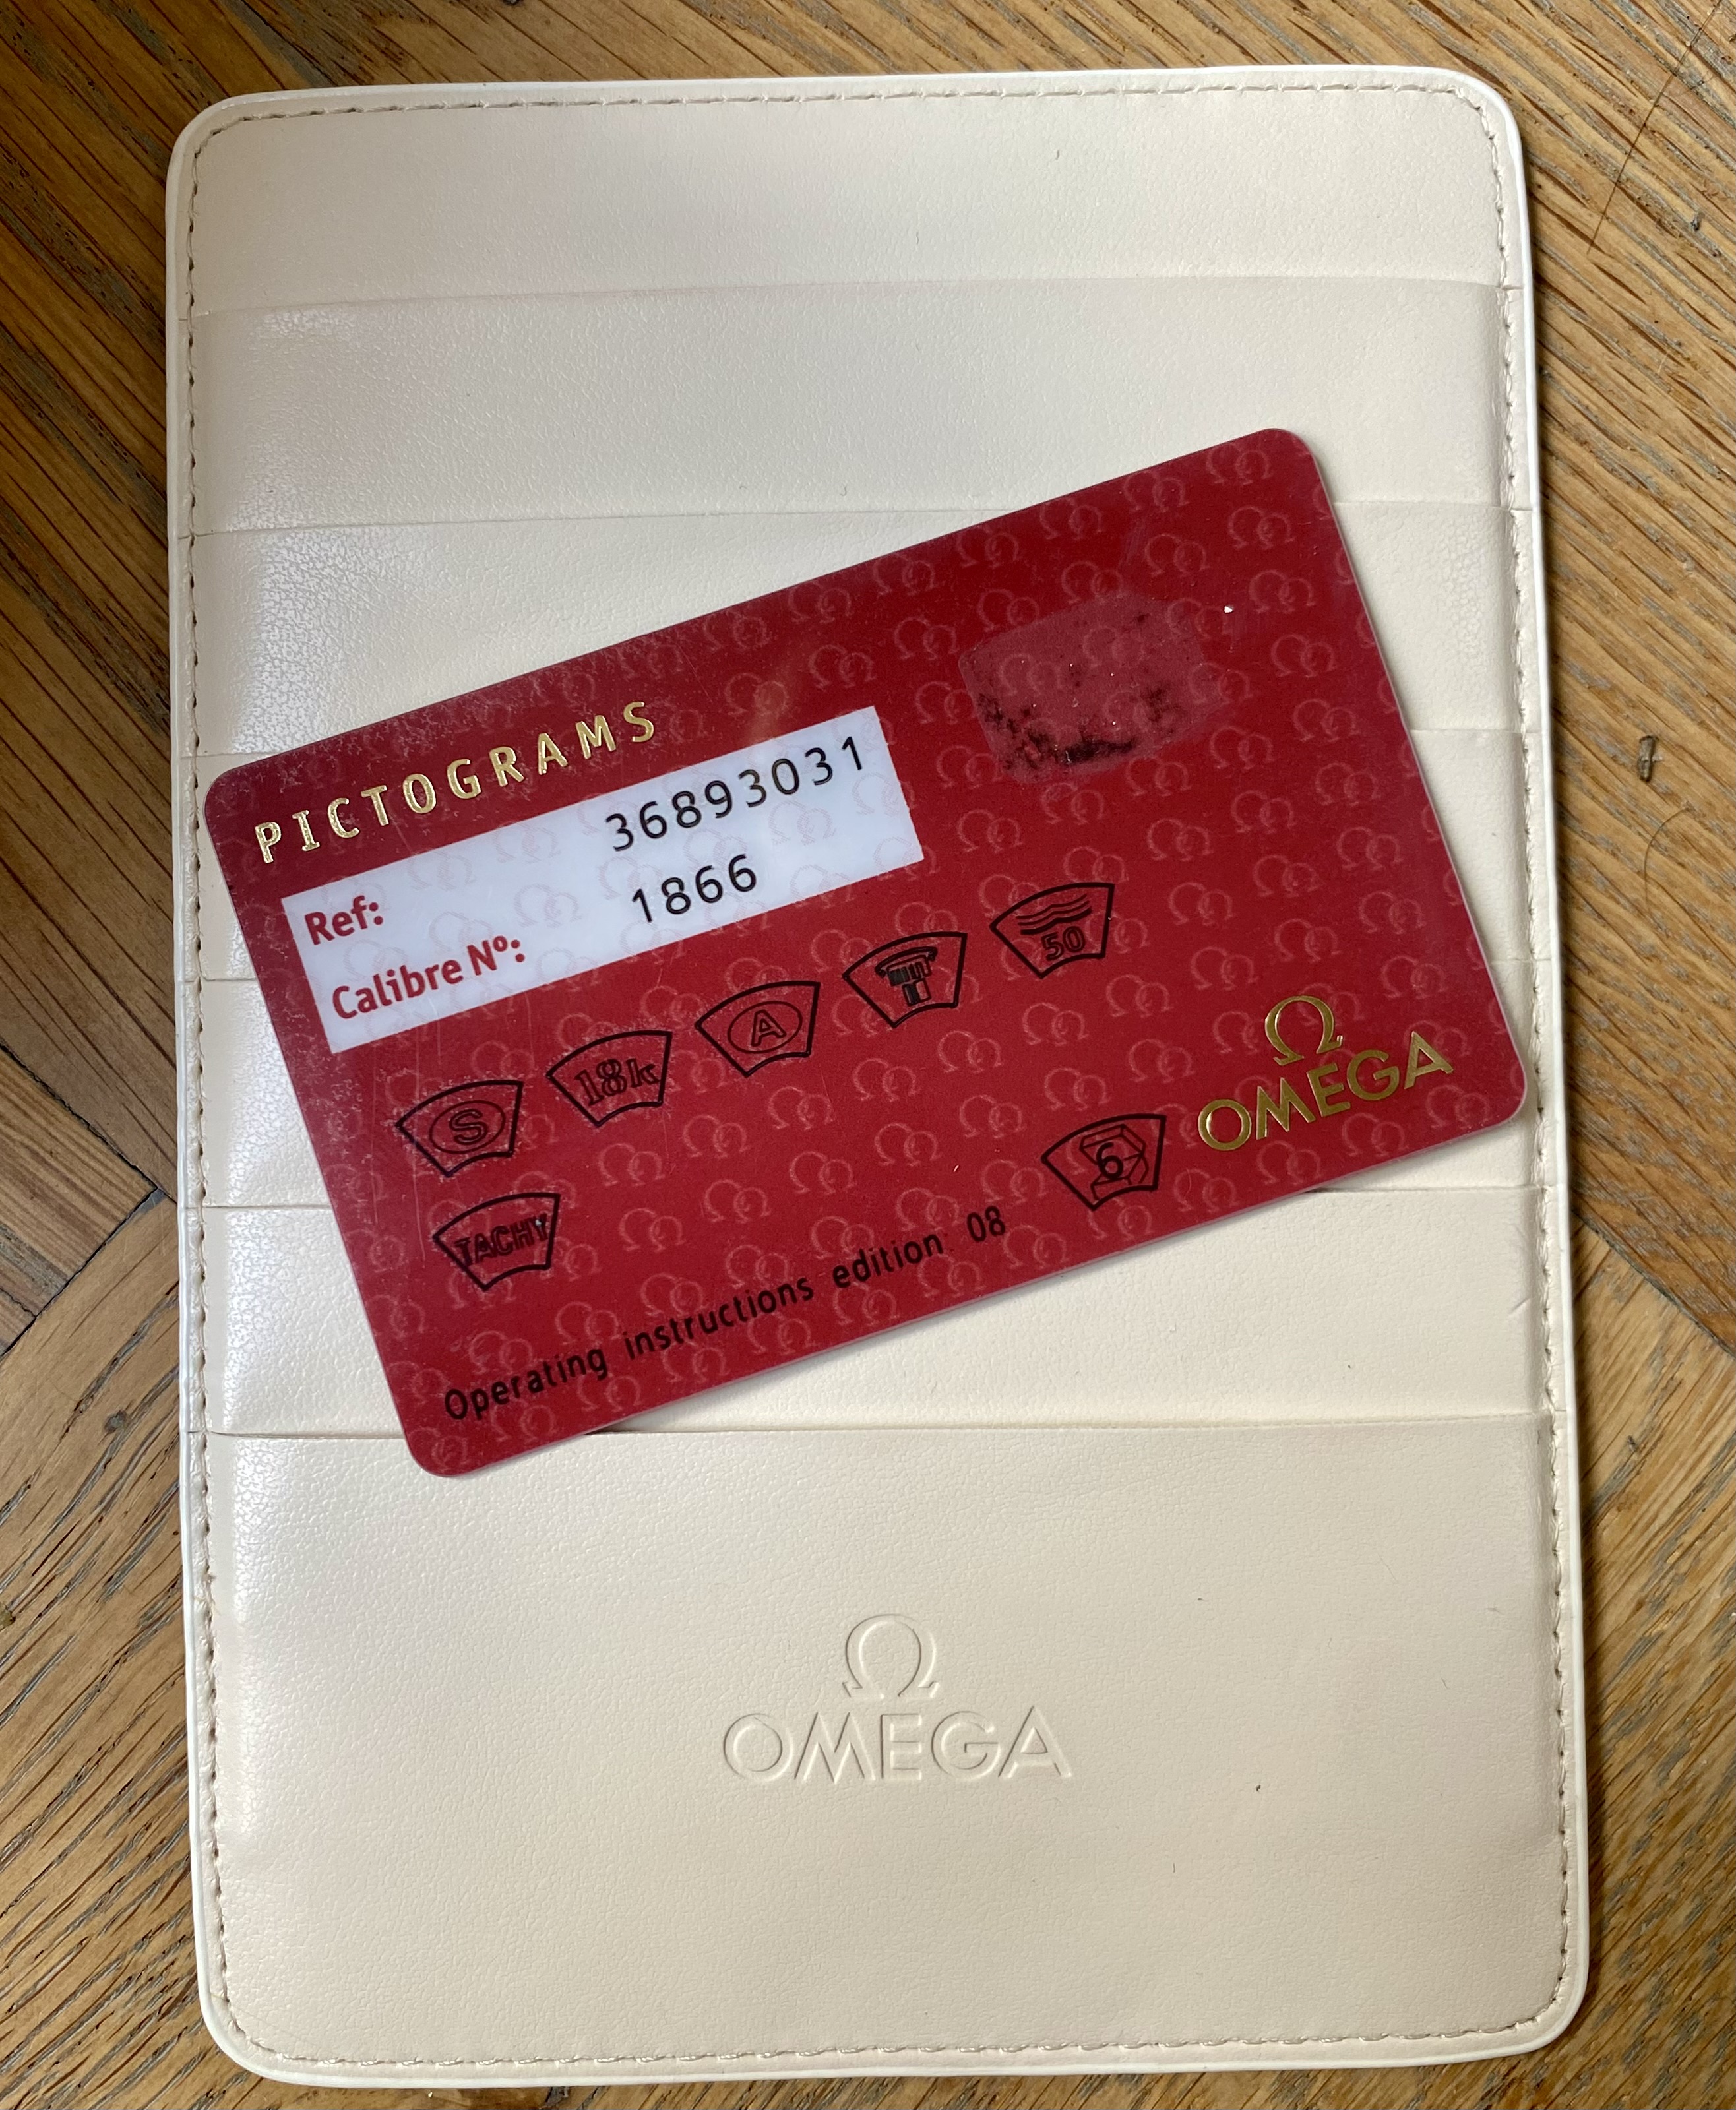 PICTOGRAMS
Ref: 36893031
Calibre Nº: 1866
S 18k A 50
TACHY 6
Ω
OMEGA
Operating instructions edition 08
Ω
OMEGA